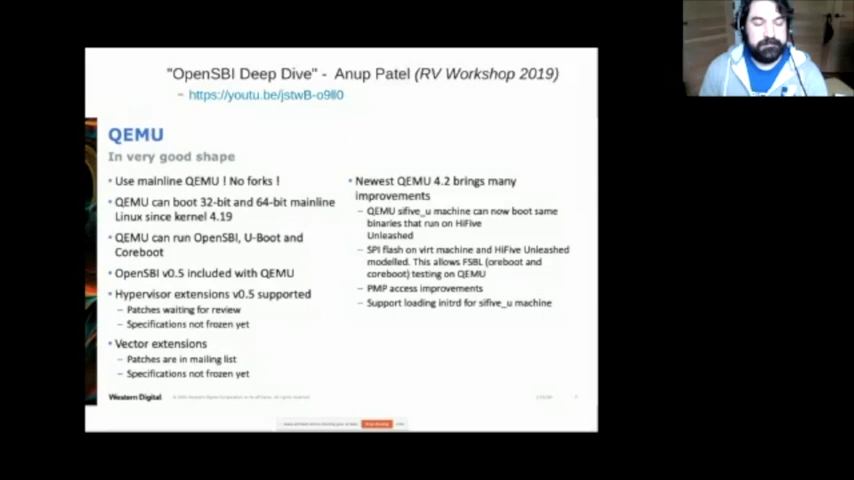 "OpenSBI Deep Dive" - Anup Patel (RV Workshop 2019)
– https://youtu.be/jstwB-o9ll0
QEMU
In very good shape
• Use mainline QEMU ! No forks !
• QEMU can boot 32-bit and 64-bit mainline
Linux since kernel 4.19
• QEMU can run OpenSBI, U-Boot and
Coreboot
• OpenSBI v0.5 included with QEMU
• Hypervisor extensions v0.5 supported
– Patches waiting for review
– Specifications not frozen yet
• Vector extensions
– Patches are in mailing list
– Specifications not frozen yet
• Newest QEMU 4.2 brings many
improvements
– QEMU sifive_u machine can now boot same
binaries that run on HiFive
Unleashed
– SPI flash on virt machine and HiFive Unleashed
modelled. This allows FSBL (oreboot and
coreboot) testing on QEMU
– PMP access improvements
– Support loading initrd for sifive_u machine
Western Digital